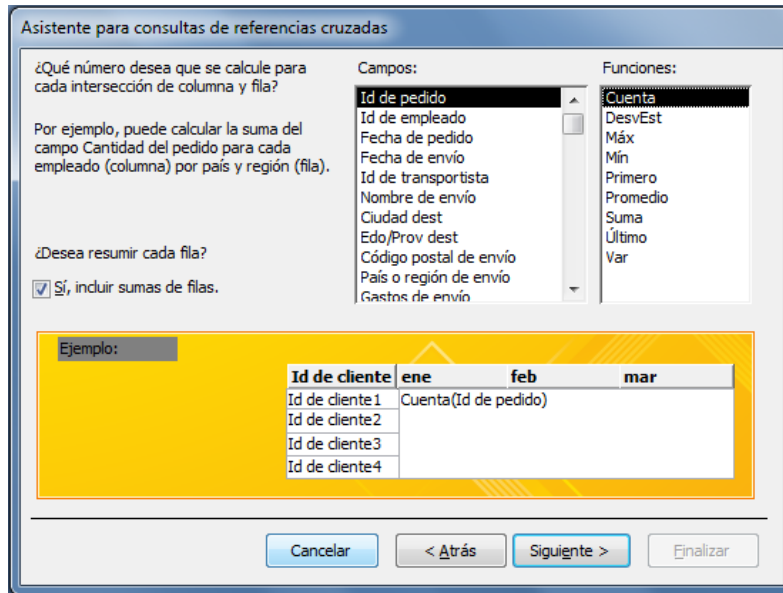 Asistente para consultas de referencias cruzadas
¿Qué número desea que se calcule para
cada intersección de columna y fila?
Por ejemplo, puede calcular la suma del
campo Cantidad del pedido para cada
empleado (columna) por país y región (fila).
¿Desea resumir cada fila?
Sí, incluir sumas de filas.
Campos:
Id de pedido
Id de empleado
Fecha de pedido
Fecha de envío
Id de transportista
Nombre de envío
Ciudad dest
Edo/Prov dest
Código postal de envío
País o región de envío
Gastos de envío
Funciones:
Cuenta
DesvEst
Máx
Mín
Primero
Promedio
Suma
Último
Var
Ejemplo:
Id de cliente ene feb mar
Id de cliente1 Cuenta(Id de pedido)
Id de cliente2
Id de cliente3
Id de cliente4
Cancelar < Atrás Siguiente > Finalizar